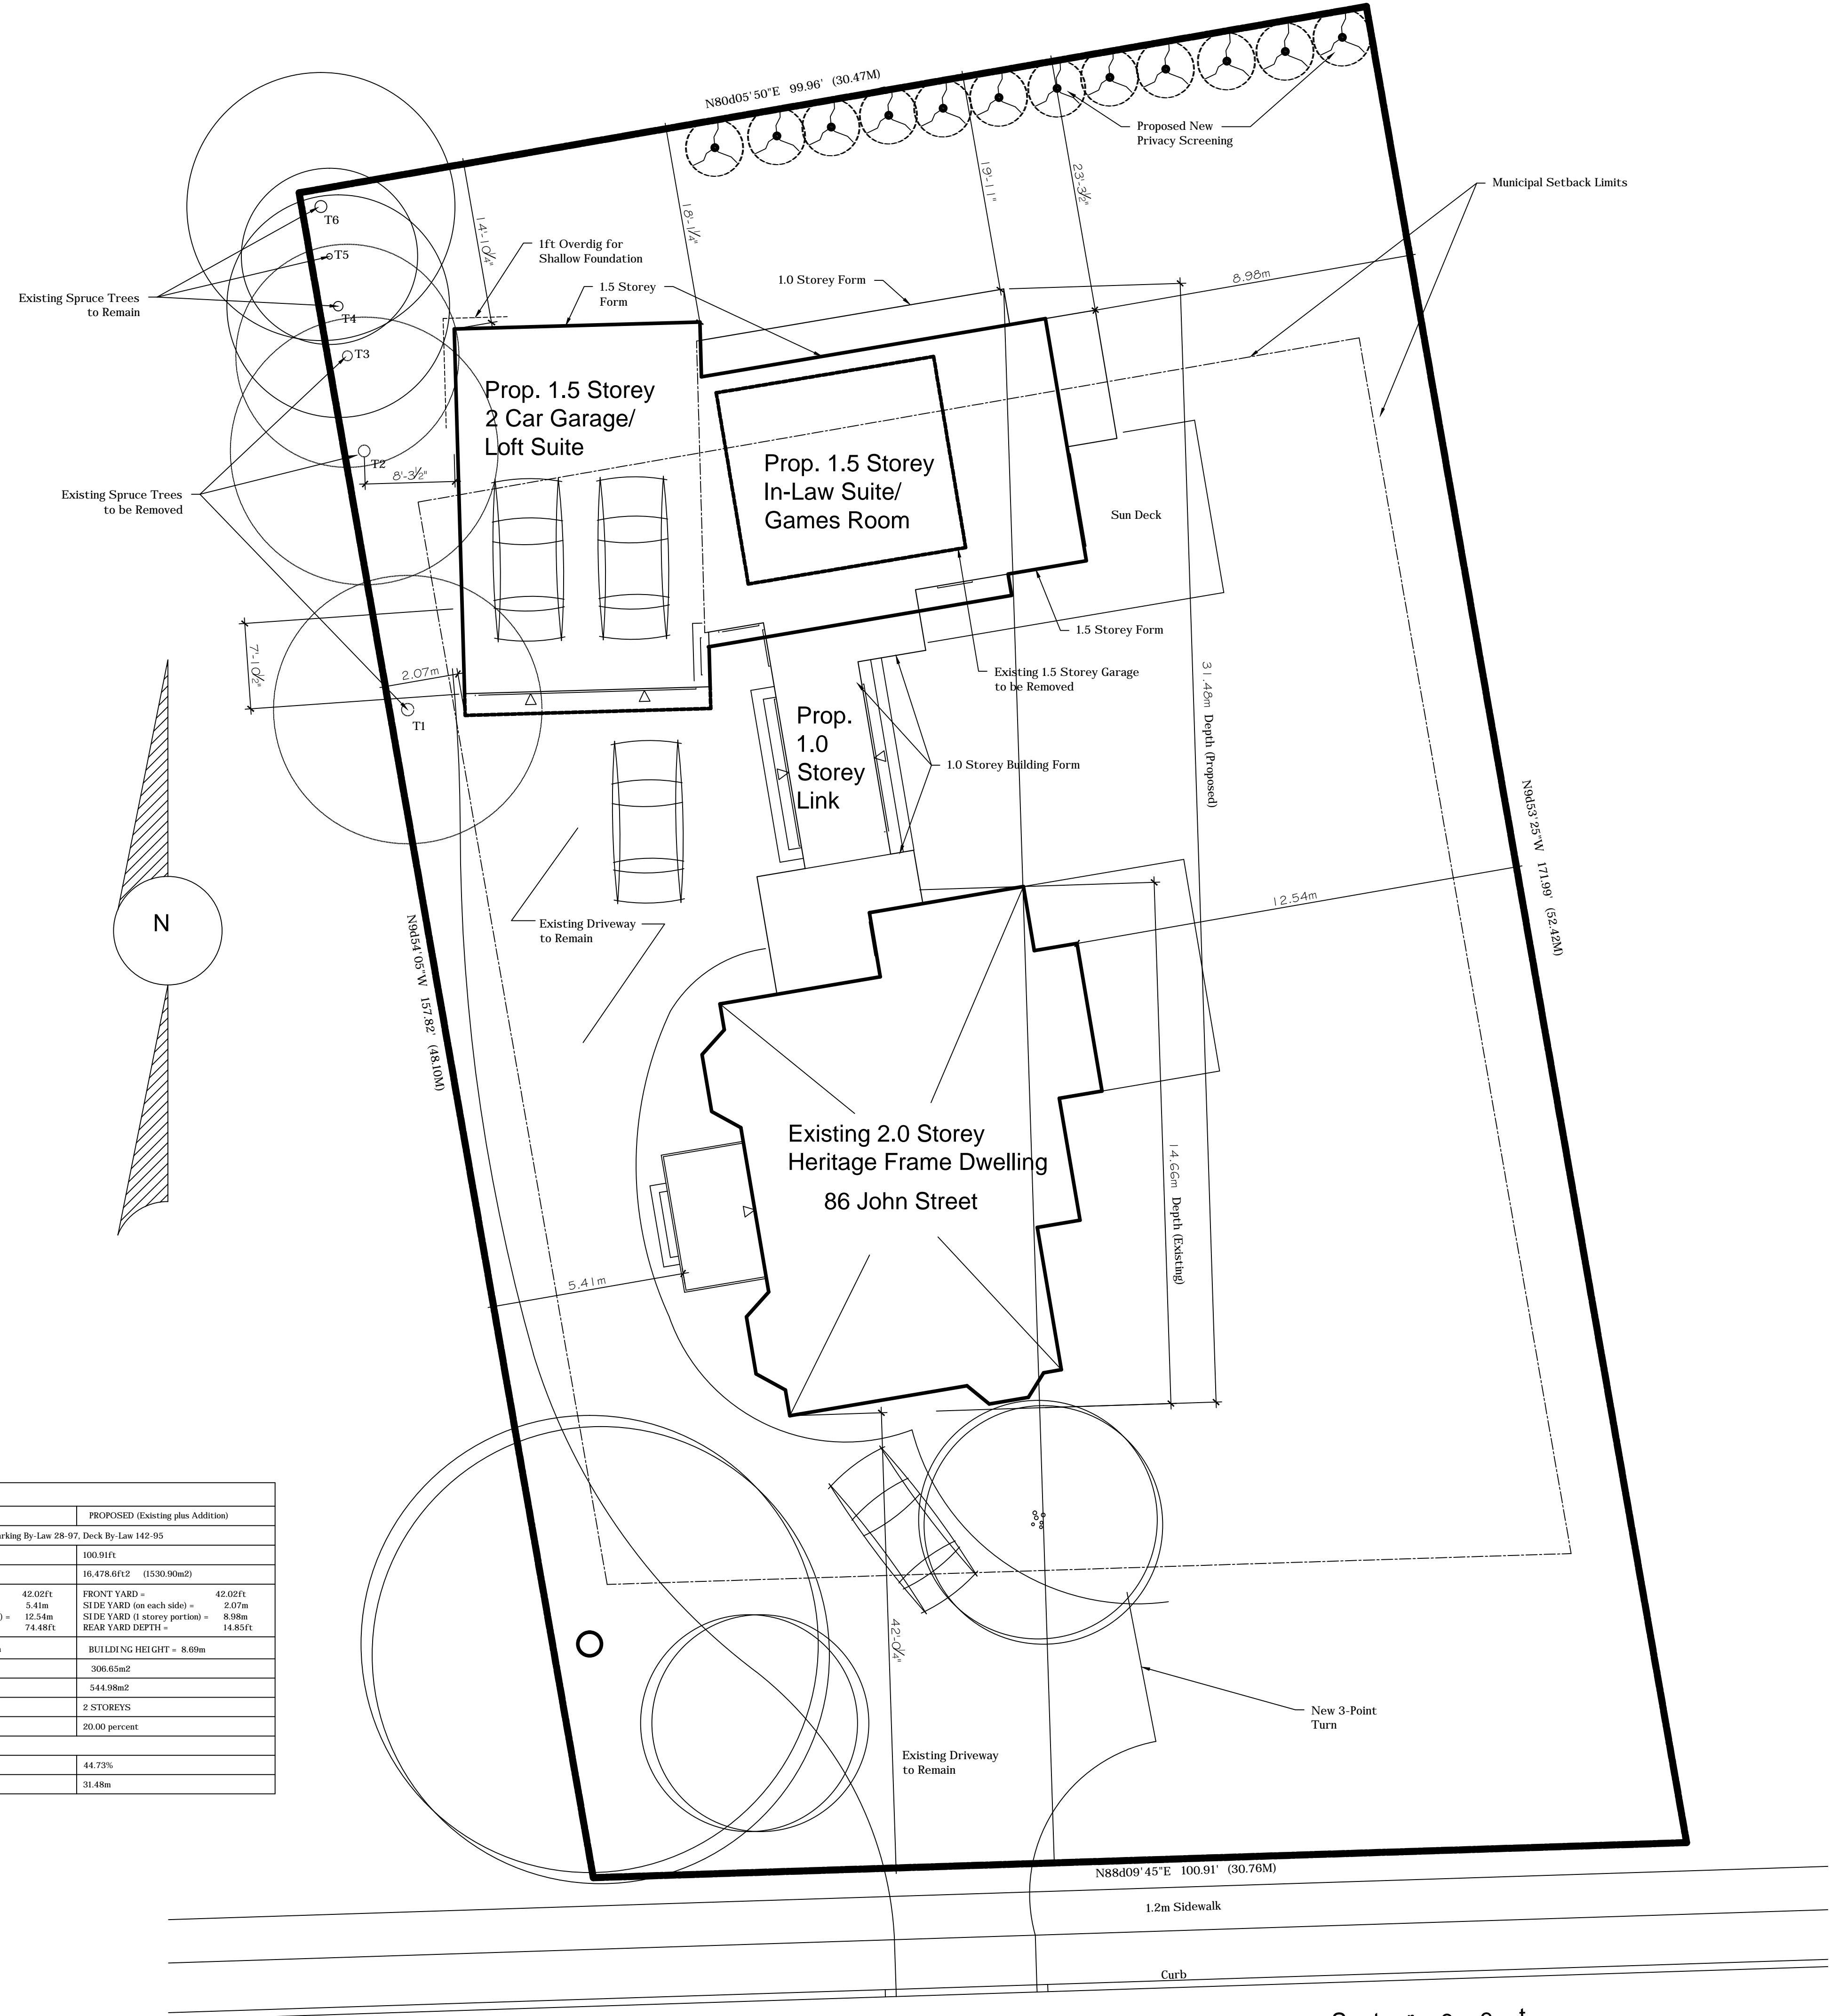 N80d05'50"E 99.96' (30.47M)
Proposed New
Privacy Screening
Municipal Setback Limits
T6
T5
T4
T3
T2
T1
14'-10¼"
18'-1¼"
19'-11"
23'-3½"
8.98m
1ft Overdig for
Shallow Foundation
1.5 Storey
Form
1.0 Storey Form
Existing Spruce Trees
to Remain
Existing Spruce Trees
to be Removed
Prop. 1.5 Storey
2 Car Garage/
Loft Suite
8'-3½"
Prop. 1.5 Storey
In-Law Suite/
Games Room
Sun Deck
1.5 Storey Form
Existing 1.5 Storey Garage
to be Removed
7'-10½"
2.07m
Prop.
1.0
Storey
Link
1.0 Storey Building Form
31.48m Depth (Proposed)
N9d53'25"W 171.99' (52.42M)
12.54m
N
Existing Driveway
to Remain
N9d54'05"W 157.82' (48.10M)
Existing 2.0 Storey
Heritage Frame Dwelling
86 John Street
14.66m Depth (Existing)
5.41m
42'-0¼"
New 3-Point
Turn
Existing Driveway
to Remain
PROPOSED (Existing plus Addition)
arking By-Law 28-97, Deck By-Law 142-95
100.91ft
16,478.6ft2 (1530.90m2)
42.02ft FRONT YARD = 42.02ft
5.41m SIDE YARD (on each side) = 2.07m
) = 12.54m SIDE YARD (1 storey portion) = 8.98m
74.48ft REAR YARD DEPTH = 14.85ft
BUILDING HEIGHT = 8.69m
306.65m2
544.98m2
2 STOREYS
20.00 percent
44.73%
31.48m
N88d09'45"E 100.91' (30.76M)
1.2m Sidewalk
Curb